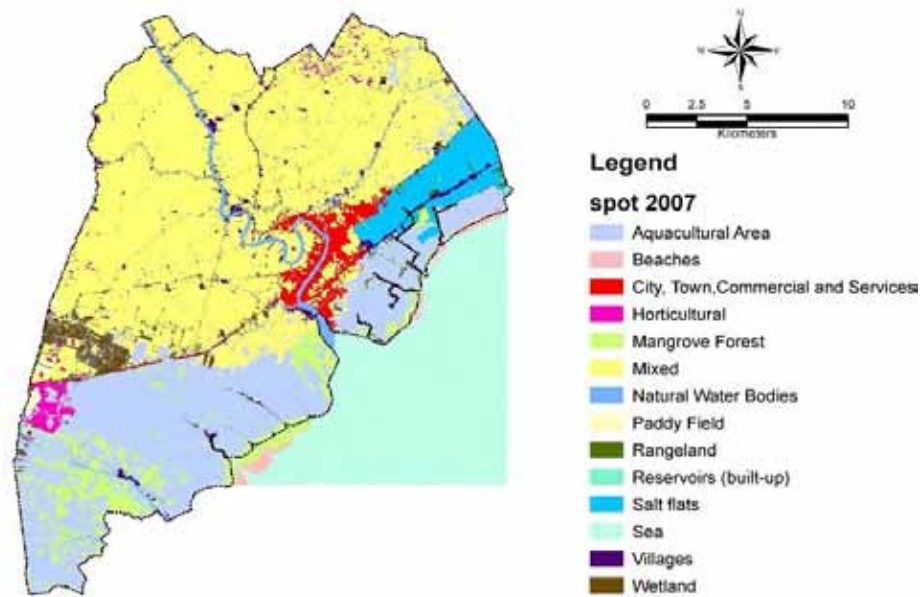 N
W
E
S
0 2.5 5 10
Kilometers
Legend
spot 2007
Aquacultural Area
Beaches
City, Town,Commercial and Services
Horticultural
Mangrove Forest
Mixed
Natural Water Bodies
Paddy Field
Rangeland
Reservoirs (built-up)
Salt flats
Sea
Villages
Wetland